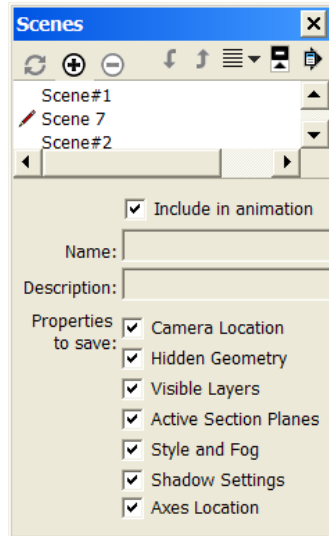 Scenes
Scene#1
Scene 7
Scene#2
Include in animation
Name:
Description:
Properties to save:
Camera Location
Hidden Geometry
Visible Layers
Active Section Planes
Style and Fog
Shadow Settings
Axes Location